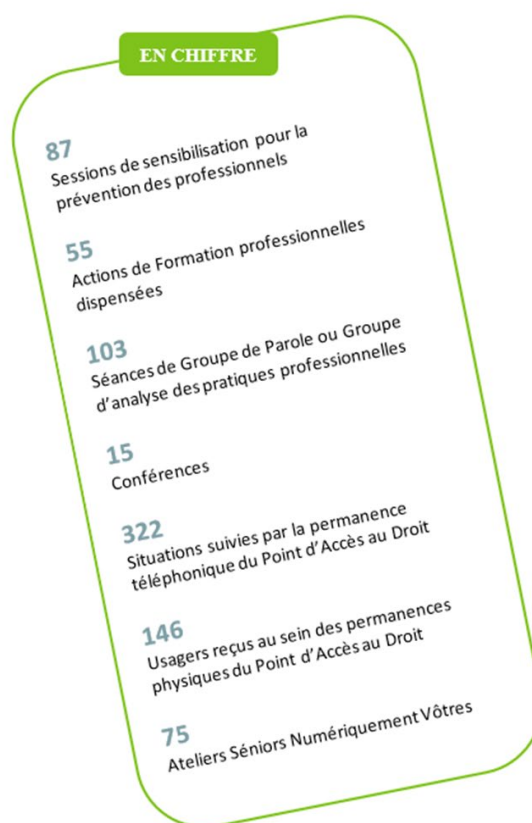 EN CHIFFRE
87
Sessions de sensibilisation pour la
prévention des professionnels
55
Actions de Formation professionnelles
dispensées
103
Séances de Groupe de Parole ou Groupe
d'analyse des pratiques professionnelles
15
Conférences
322
Situations suivies par la permanence
téléphonique du Point d'Accès au Droit
146
Usagers reçus au sein des permanences
physiques du Point d'Accès au Droit
75
Ateliers Séniors Numériquement Vôtres